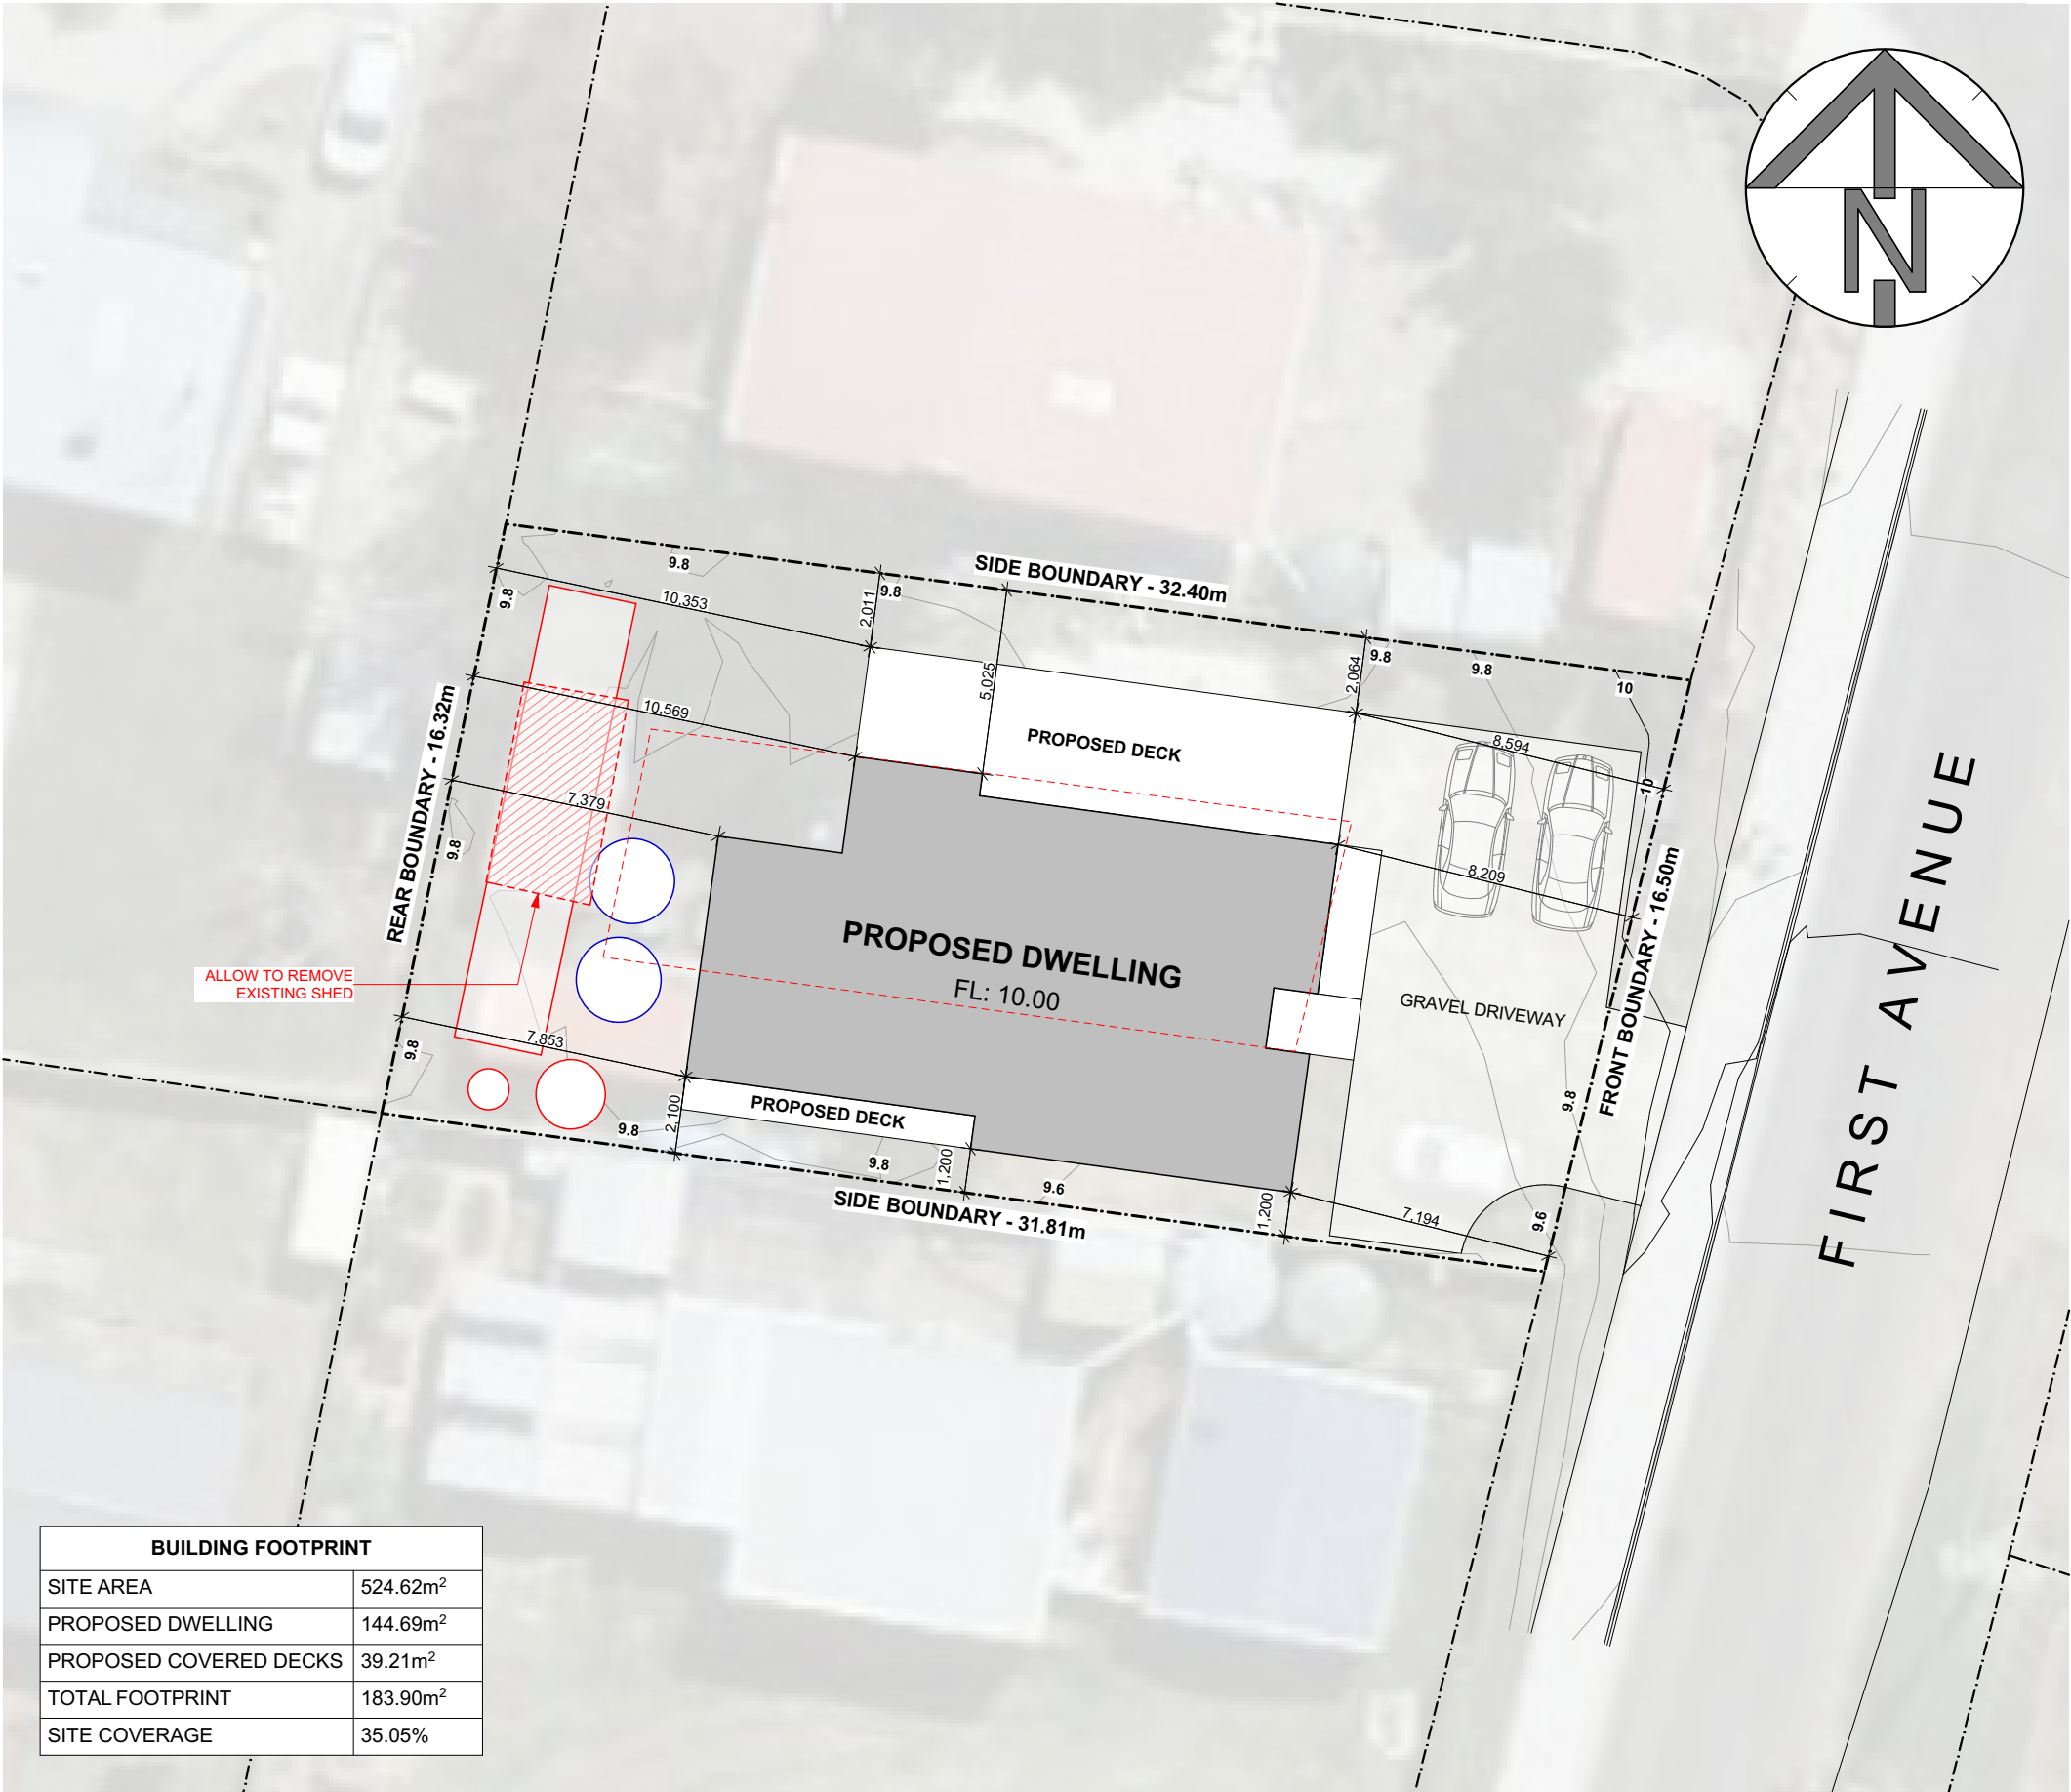 N
9.8
SIDE BOUNDARY - 32.40m
9.8
9.8
10,353
2,011
9.8
9.8
10
5,025
2,064
10,569
REAR BOUNDARY - 16.32m
PROPOSED DECK
8,594
10
7,379
9.8
8,209
FRONT BOUNDARY - 16.50m
FIRST AVENUE
PROPOSED DWELLING
FL: 10.00
ALLOW TO REMOVE
EXISTING SHED
GRAVEL DRIVEWAY
7,853
9.8
9.8
2,100
PROPOSED DECK
9.8
9.8
1,200
9.6
SIDE BOUNDARY - 31.81m
1,200
7,194
9.6
BUILDING FOOTPRINT
SITE AREA 524.62m²
PROPOSED DWELLING 144.69m²
PROPOSED COVERED DECKS 39.21m²
TOTAL FOOTPRINT 183.90m²
SITE COVERAGE 35.05%